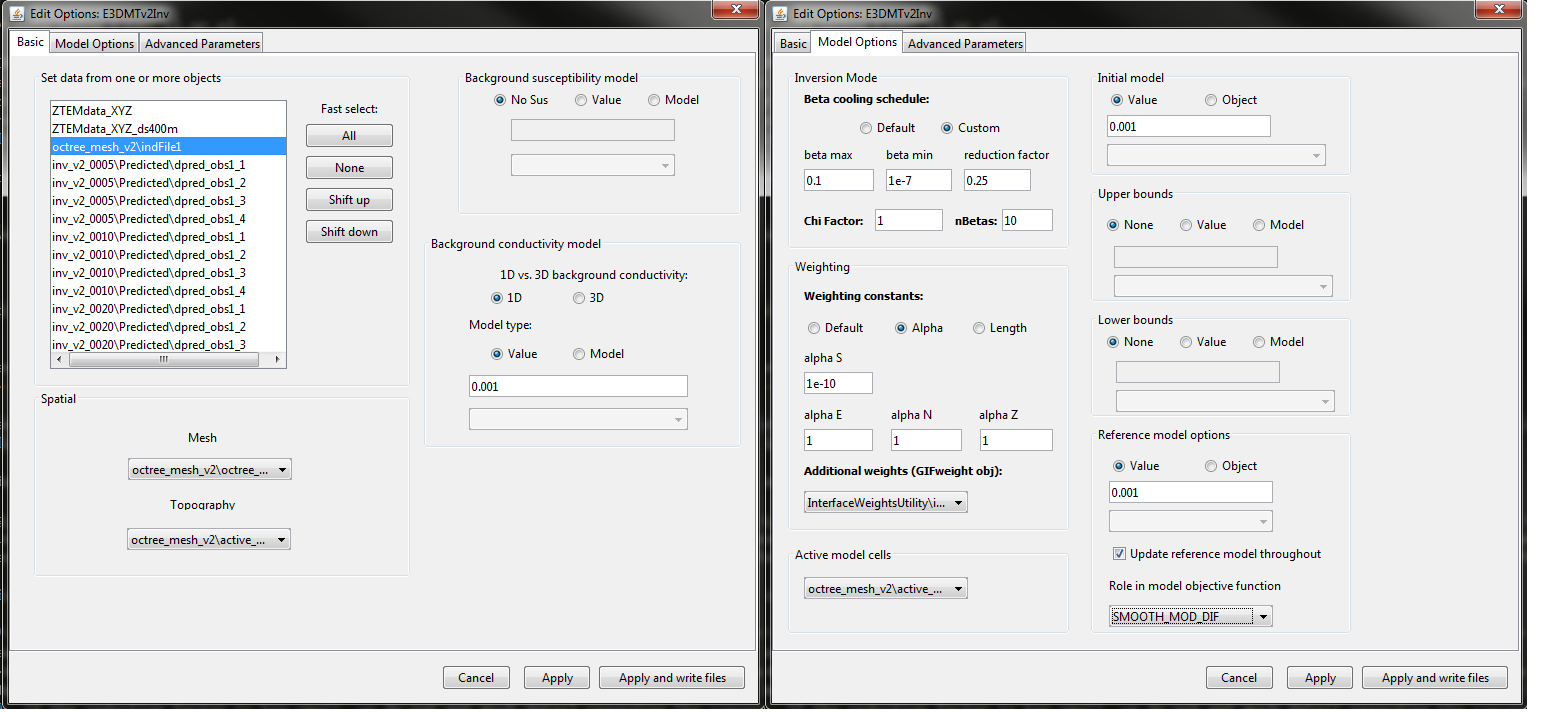 Edit Options: E3DMTv2Inv
Basic
Model Options
Advanced Parameters
Set data from one or more objects
ZTEMdata_XYZ
ZTEMdata_XYZ_ds400m
octree_mesh_v2\indFile1
inv_v2_0005\Predicted\dpred_obs1_1
inv_v2_0005\Predicted\dpred_obs1_2
inv_v2_0005\Predicted\dpred_obs1_3
inv_v2_0005\Predicted\dpred_obs1_4
inv_v2_0010\Predicted\dpred_obs1_1
inv_v2_0010\Predicted\dpred_obs1_2
inv_v2_0010\Predicted\dpred_obs1_3
inv_v2_0010\Predicted\dpred_obs1_4
inv_v2_0020\Predicted\dpred_obs1_1
inv_v2_0020\Predicted\dpred_obs1_2
inv_v2_0020\Predicted\dpred_obs1_3
Fast select:
All
None
Shift up
Shift down
Spatial
Mesh
octree_mesh_v2\octree_...
Topography
octree_mesh_v2\active_...
Background susceptibility model
No Sus Value Model
Background conductivity model
1D vs. 3D background conductivity:
1D 3D
Model type:
Value Model
0.001
Cancel Apply Apply and write files
Edit Options: E3DMTv2Inv
Basic
Model Options
Advanced Parameters
Inversion Mode
Beta cooling schedule:
Default Custom
beta max beta min reduction factor
0.1 1e-7 0.25
Chi Factor: 1 nBetas: 10
Weighting
Weighting constants:
Default Alpha Length
alpha S
1e-10
alpha E alpha N alpha Z
1 1 1
Additional weights (GIFweight obj):
InterfaceWeightsUtility\i...
Active model cells
octree_mesh_v2\active_...
Initial model
Value Object
0.001
Upper bounds
None Value Model
Lower bounds
None Value Model
Reference model options
Value Object
0.001
Update reference model throughout
Role in model objective function
SMOOTH_MOD_DIF
Cancel Apply Apply and write files